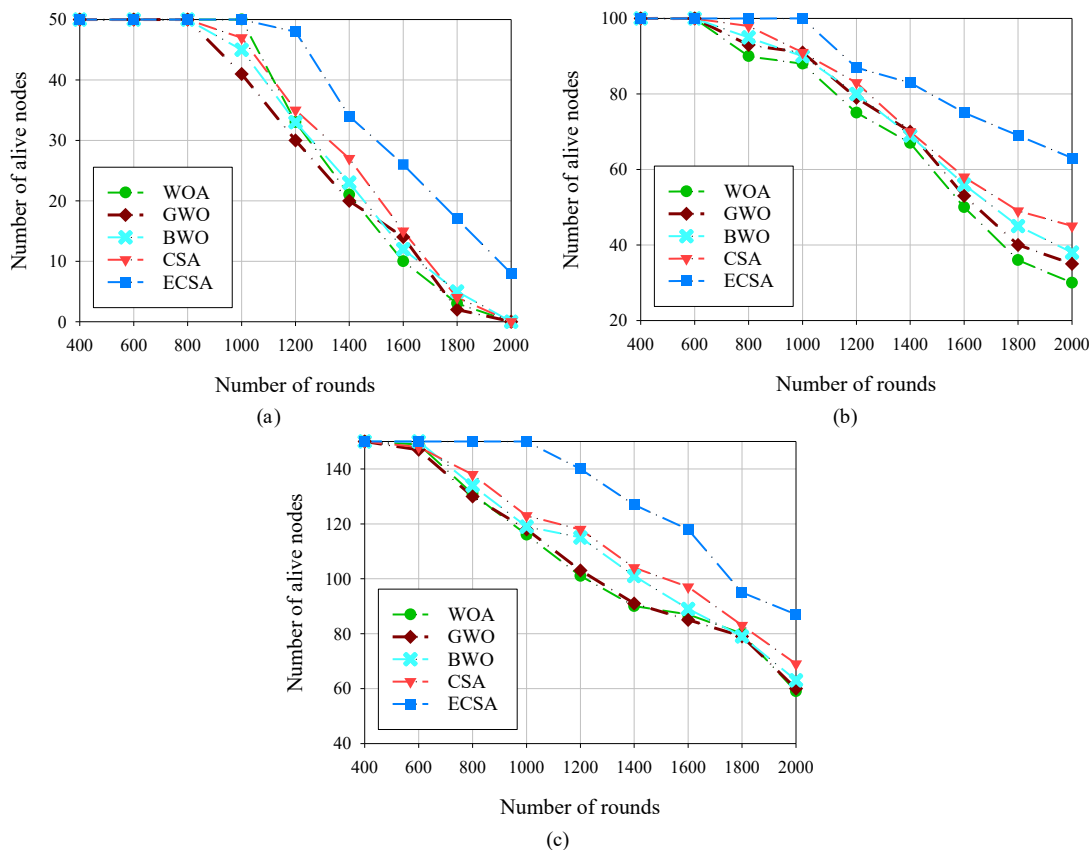 Number of alive nodes
50
40
30
20
10
0
WOA
GWO
BWO
CSA
ECSA
400 600 800 1000 1200 1400 1600 1800 2000
Number of rounds
(a)
Number of alive nodes
100
80
60
40
20
WOA
GWO
BWO
CSA
ECSA
400 600 800 1000 1200 1400 1600 1800 2000
Number of rounds
(b)
Number of alive nodes
140
120
100
80
60
40
WOA
GWO
BWO
CSA
ECSA
400 600 800 1000 1200 1400 1600 1800 2000
Number of rounds
(c)